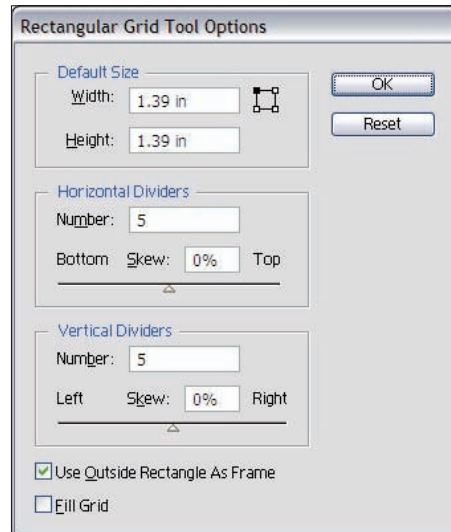 Rectangular Grid Tool Options
Default Size
Width: 1.39 in
OK
Height: 1.39 in
Reset
Horizontal Dividers
Number: 5
Bottom Skew: 0% Top
Vertical Dividers
Number: 5
Left Skew: 0% Right
Use Outside Rectangle As Frame
Fill Grid